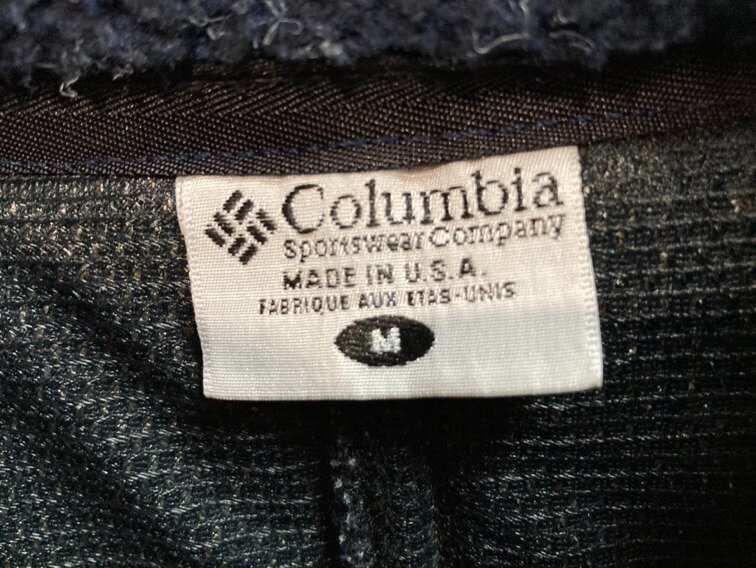 Columbia
Sportswear Company
MADE IN U.S.A.
FABRIQUE AUX ETAS-UNIS
M